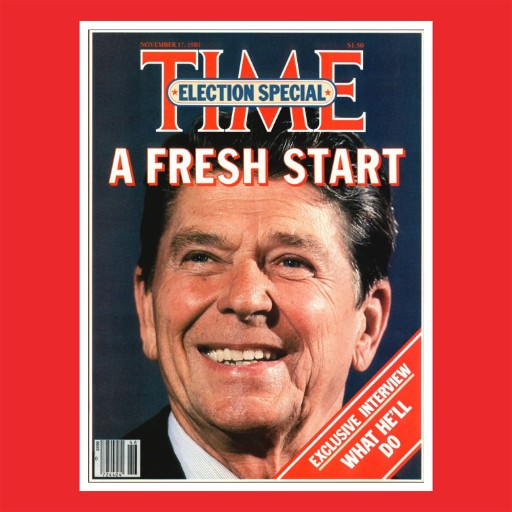 NOVEMBER 17, 1980 $1.50
TIME
ELECTION SPECIAL
A FRESH START
EXCLUSIVE INTERVIEW
WHAT HE'LL
DO